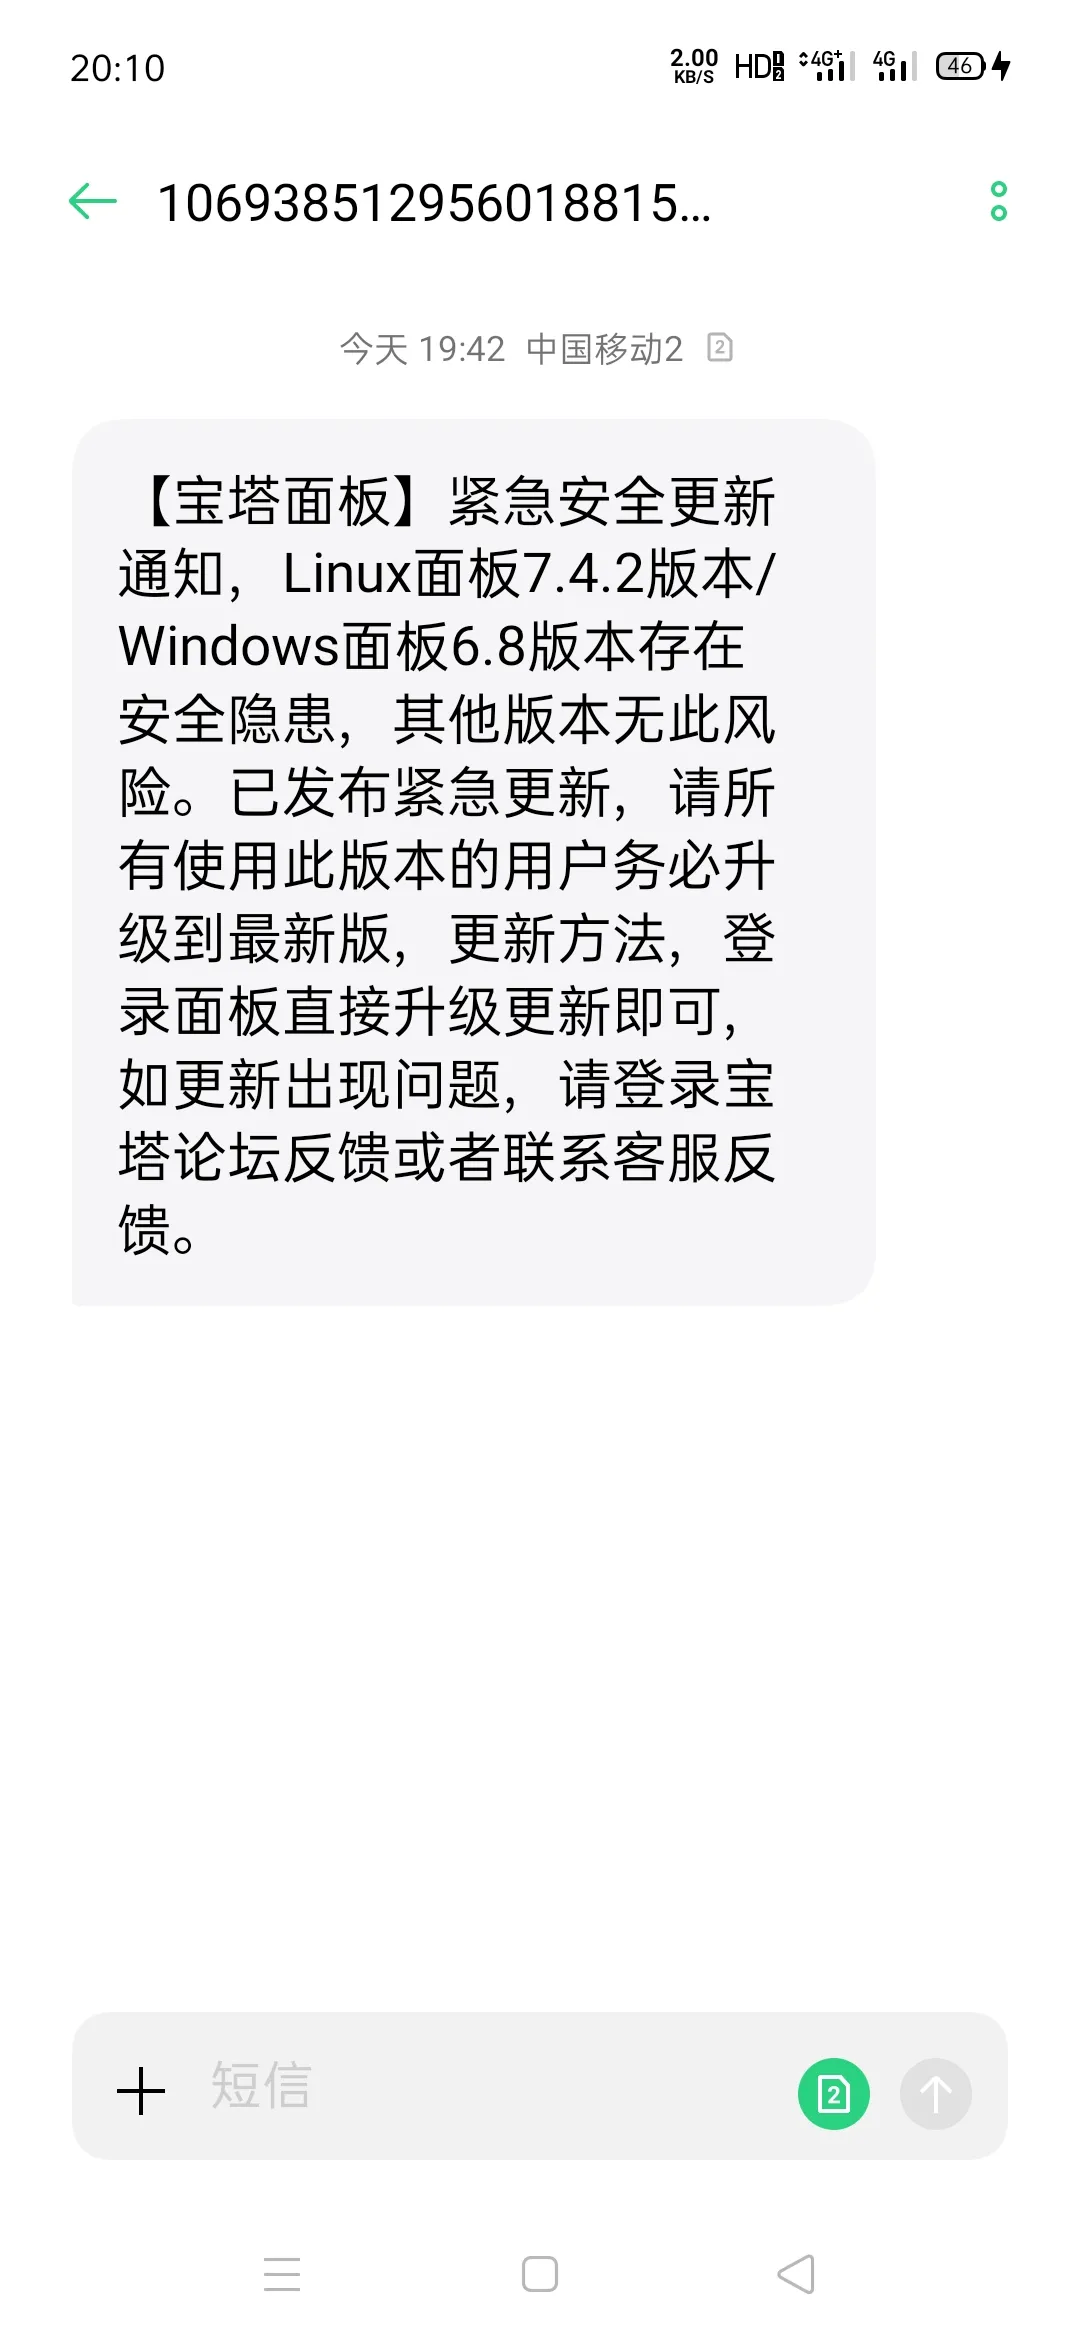 20:10
2.00 KB/S HD 1 2 4G+ 4G 46
106938512956018815...
今天 19:42 中国移动2 2
【宝塔面板】紧急安全更新
通知，Linux面板7.4.2版本/
Windows面板6.8版本存在
安全隐患，其他版本无此风
险。已发布紧急更新，请所
有使用此版本的用户务必升
级到最新版，更新方法，登
录面板直接升级更新即可，
如更新出现问题，请登录宝
塔论坛反馈或者联系客服反
馈。
短信 2